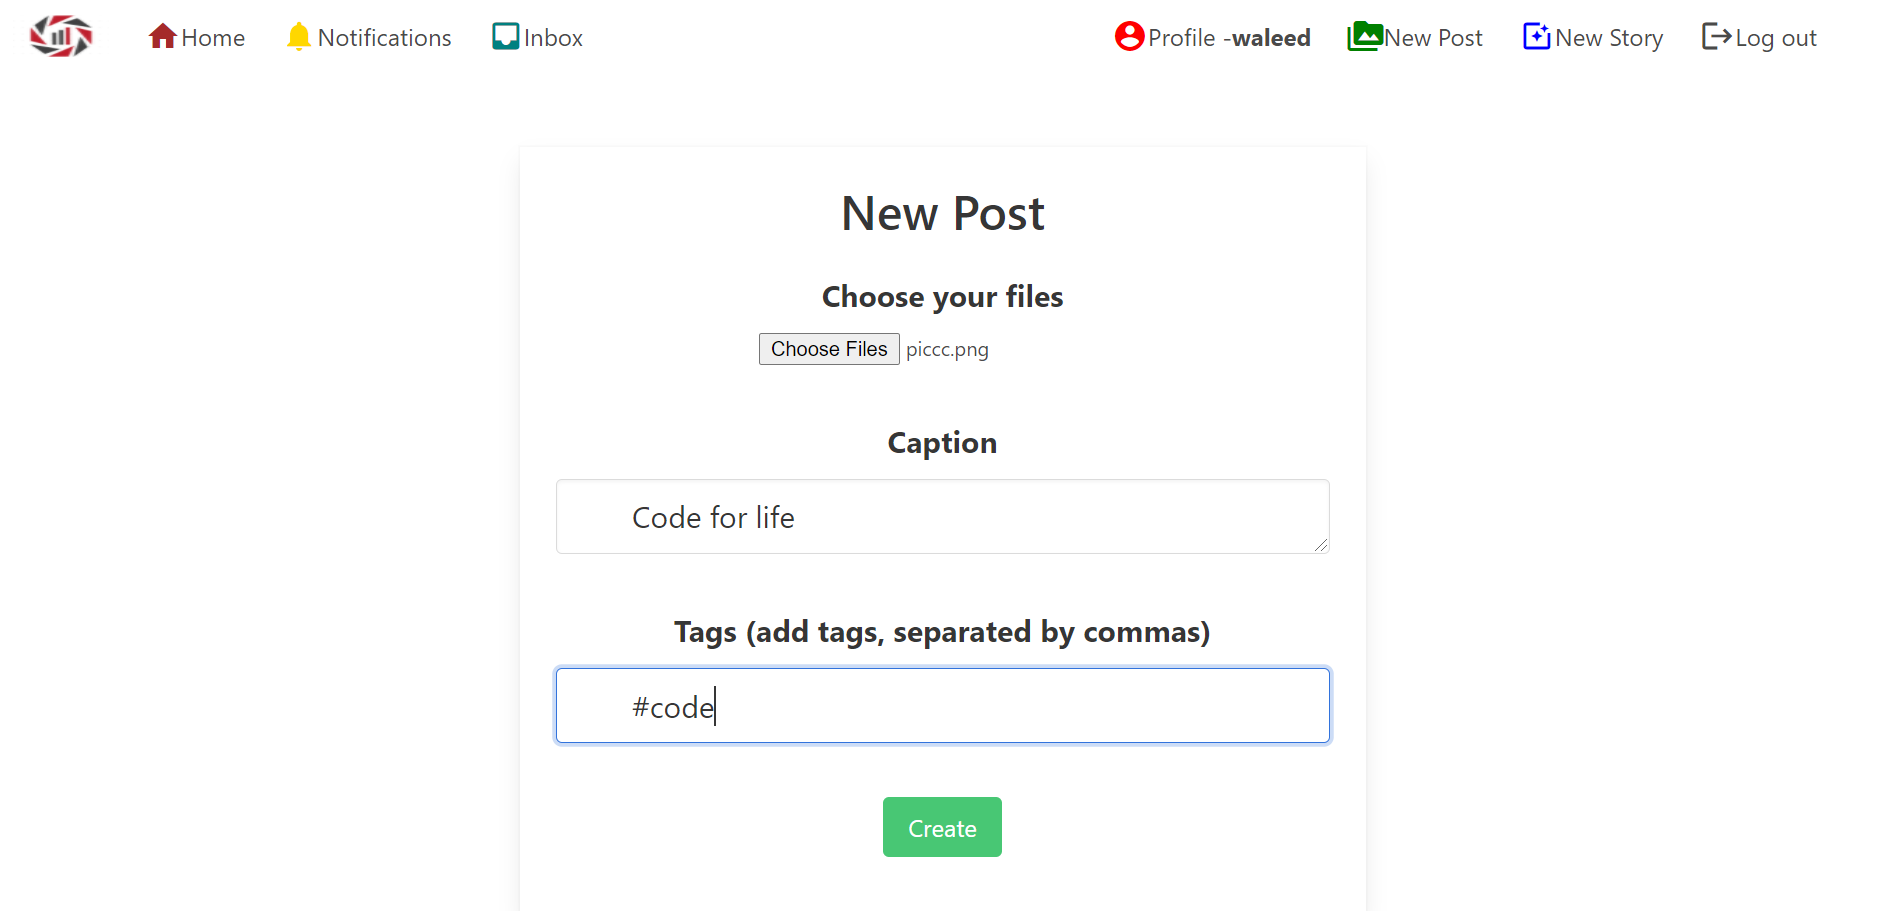 Home Notifications Inbox Profile -waleed New Post New Story Log out
New Post
Choose your files
Choose Files piccc.png
Caption
Code for life
Tags (add tags, separated by commas)
#code
Create